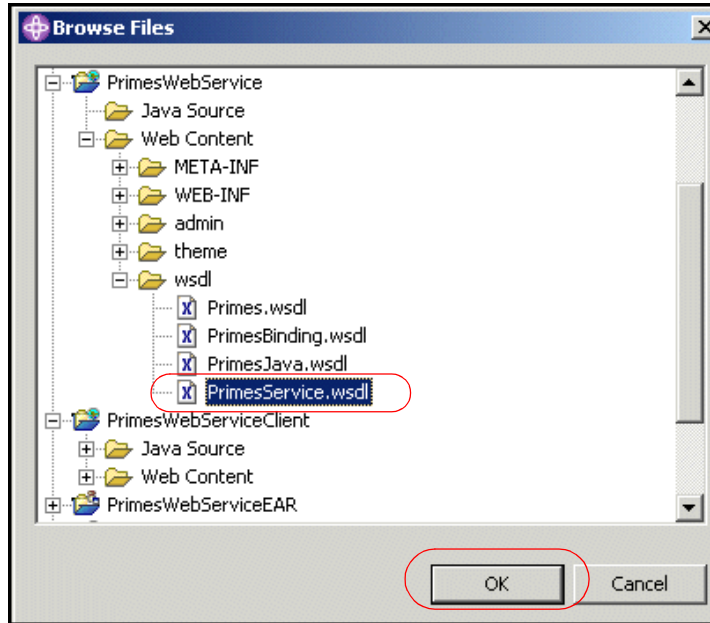 Browse Files
PrimesWebService
Java Source
Web Content
META-INF
WEB-INF
admin
theme
wsdl
Primes.wsdl
PrimesBinding.wsdl
PrimesJava.wsdl
PrimesService.wsdl
PrimesWebServiceClient
Java Source
Web Content
PrimesWebServiceEAR
OK Cancel